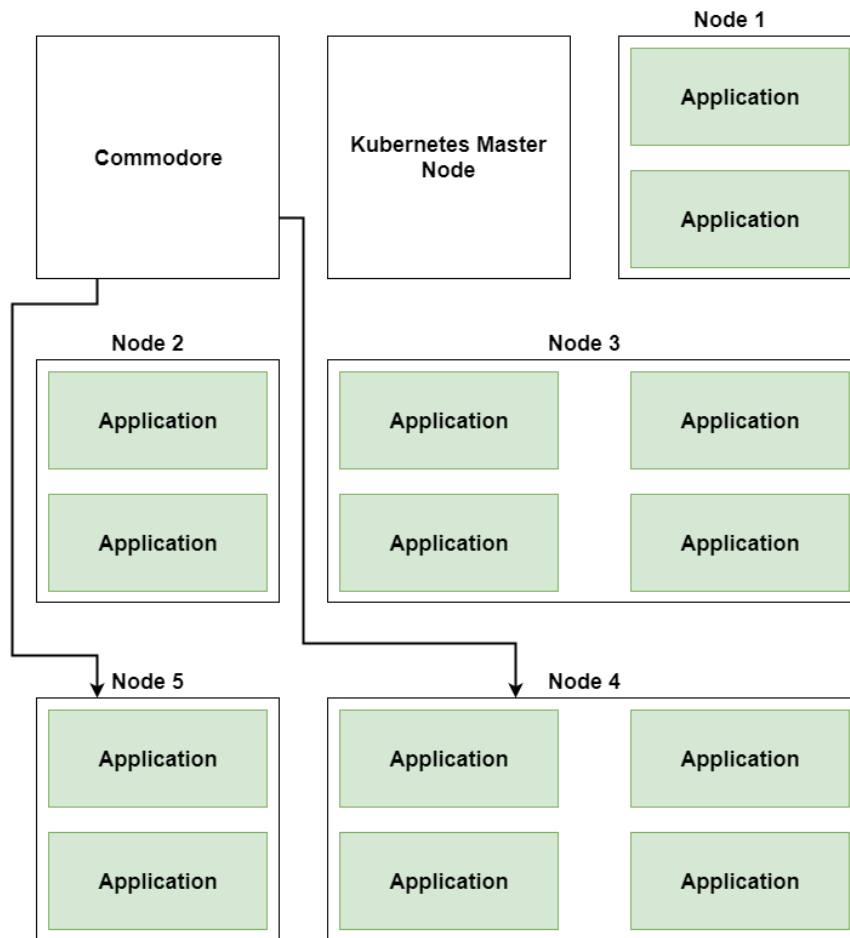 Node 1
Commodore
Kubernetes Master
Node
Application
Application
Node 2
Application
Application
Node 3
Application
Application
Application
Application
Node 5
Application
Application
Node 4
Application
Application
Application
Application